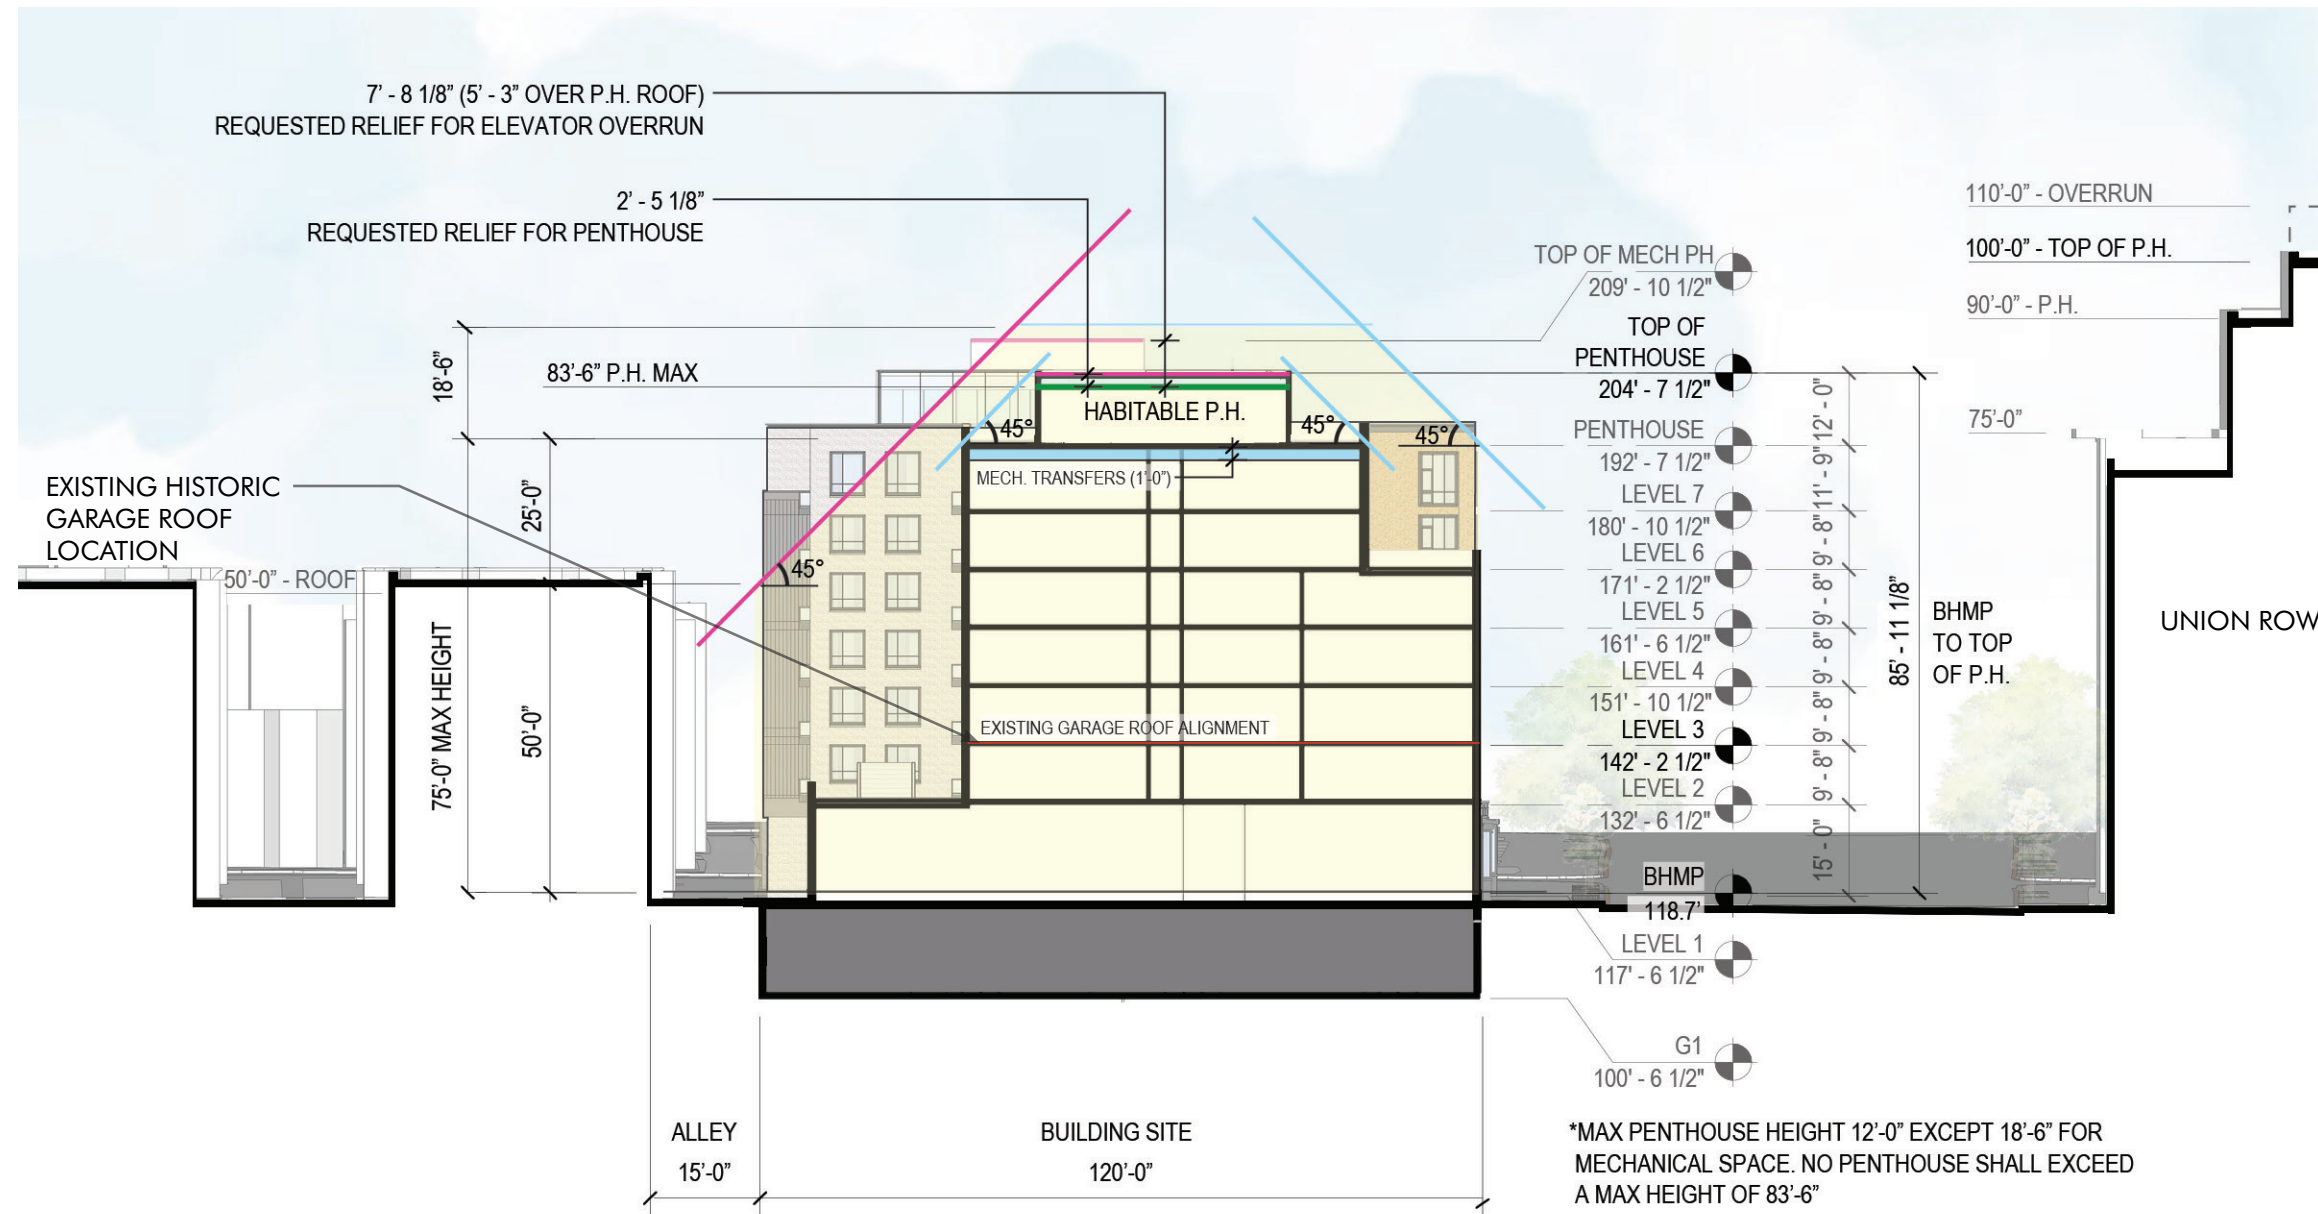 7’ - 8 1/8” (5’ - 3” OVER P.H. ROOF)
REQUESTED RELIEF FOR ELEVATOR OVERRUN
2’ - 5 1/8”
REQUESTED RELIEF FOR PENTHOUSE
18’-6”
83’-6” P.H. MAX
25’-0”
EXISTING HISTORIC
GARAGE ROOF
LOCATION
50’-0” - ROOF
75’-0” MAX HEIGHT
50’-0”
45°
45°
45°
45°
HABITABLE P.H.
MECH. TRANSFERS (1’-0”)
EXISTING GARAGE ROOF ALIGNMENT
TOP OF MECH PH
209' - 10 1/2"
TOP OF
PENTHOUSE
204' - 7 1/2"
PENTHOUSE
192' - 7 1/2"
LEVEL 7
180' - 10 1/2"
LEVEL 6
171' - 2 1/2"
LEVEL 5
161' - 6 1/2"
LEVEL 4
151' - 10 1/2"
LEVEL 3
142' - 2 1/2"
LEVEL 2
132' - 6 1/2"
BHMP
118.7'
LEVEL 1
117' - 6 1/2"
G1
100' - 6 1/2"
12' - 0"
11' - 9"
9' - 8"
9' - 8"
9' - 8"
9' - 8"
9' - 8"
15' - 0"
85’ - 11 1/8”
BHMP
TO TOP
OF P.H.
110’-0” - OVERRUN
100’-0” - TOP OF P.H.
90’-0” - P.H.
75’-0”
UNION ROW
ALLEY
15’-0”
BUILDING SITE
120’-0”
*MAX PENTHOUSE HEIGHT 12’-0” EXCEPT 18’-6” FOR
MECHANICAL SPACE. NO PENTHOUSE SHALL EXCEED
A MAX HEIGHT OF 83’-6”